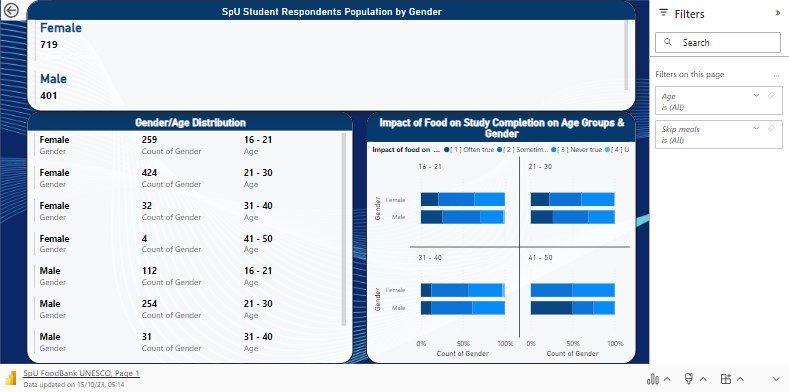 SpU Student Respondents Population by Gender
Female
719
Male
401
Gender/Age Distribution
Female 259 16 - 21
Gender Count of Gender Age
Female 424 21 - 30
Gender Count of Gender Age
Female 32 31 - 40
Gender Count of Gender Age
Female 4 41 - 50
Gender Count of Gender Age
Male 112 16 - 21
Gender Count of Gender Age
Male 254 21 - 30
Gender Count of Gender Age
Male 31 31 - 40
Gender Count of Gender Age
Impact of Food on Study Completion on Age Groups &
Gender
Impact of food on ... [ 1 ] Often true [ 2 ] Sometim... [ 3 ] Never true [ 4 ] U
16 - 21 21 - 30
Gender
Female
Male
31 - 40 41 - 50
Gender
Female
Male
0% 50% 100% 0% 50% 100%
Count of Gender Count of Gender
Filters
Search
Filters on this page ...
Age
is (All)
Skip meals
is (All)
SpU FoodBank UNESCO, Page 1
Data updated on 15/10/23, 05:14